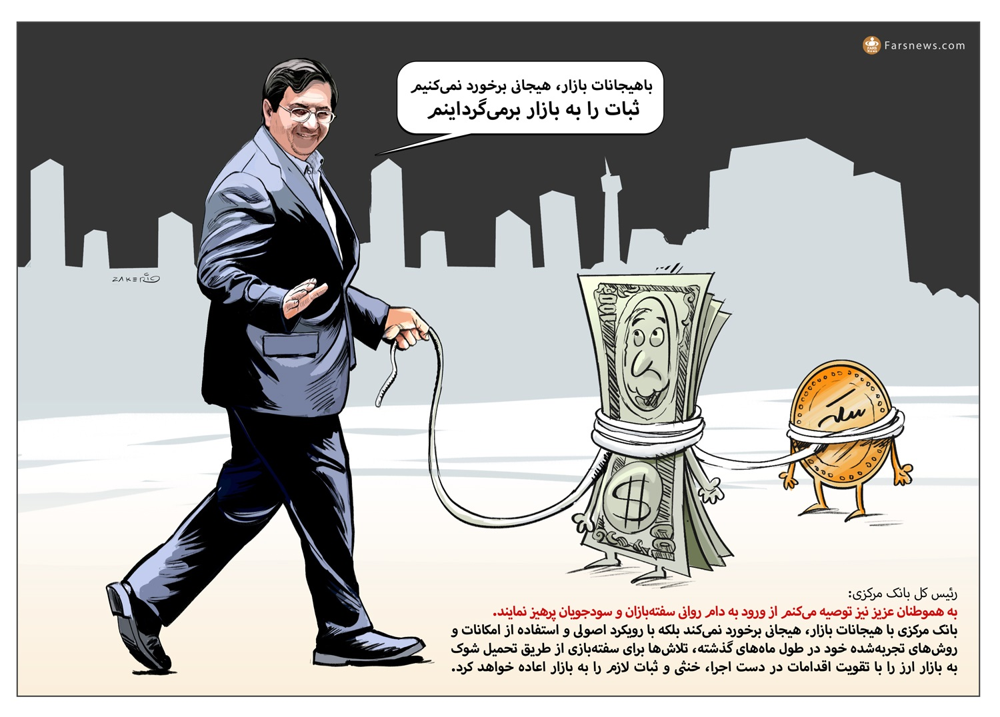 Farsnews.com
FARS
News
باهیجانات بازار، هیجانی برخورد نمی‌کنیم
ثبات را به بازار برمی‌گرداینم
ZAKERi
100
سکه
$
رئیس کل بانک مرکزی:
به هموطنان عزیز نیز توصیه می‌کنم از ورود به دام روانی سفته‌بازان و سودجویان پرهیز نمایند.
بانک مرکزی با هیجانات بازار، هیجانی برخورد نمی‌کند بلکه با رویکرد اصولی و استفاده از امکانات و
روش‌های تجربه‌شده خود در طول ماه‌های گذشته، تلاش‌ها برای سفته‌بازی از طریق تحمیل شوک
به بازار ارز را با تقویت اقدامات در دست اجرا، خنثی و ثبات لازم را به بازار اعاده خواهد کرد.